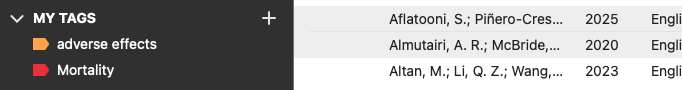 MY TAGS
adverse effects
Mortality
Aflatooni, S.; Piñero-Cres... 2025 Engli
Almutairi, A. R.; McBride,... 2020 Engli
Altan, M.; Li, Q. Z.; Wang,... 2023 Engli